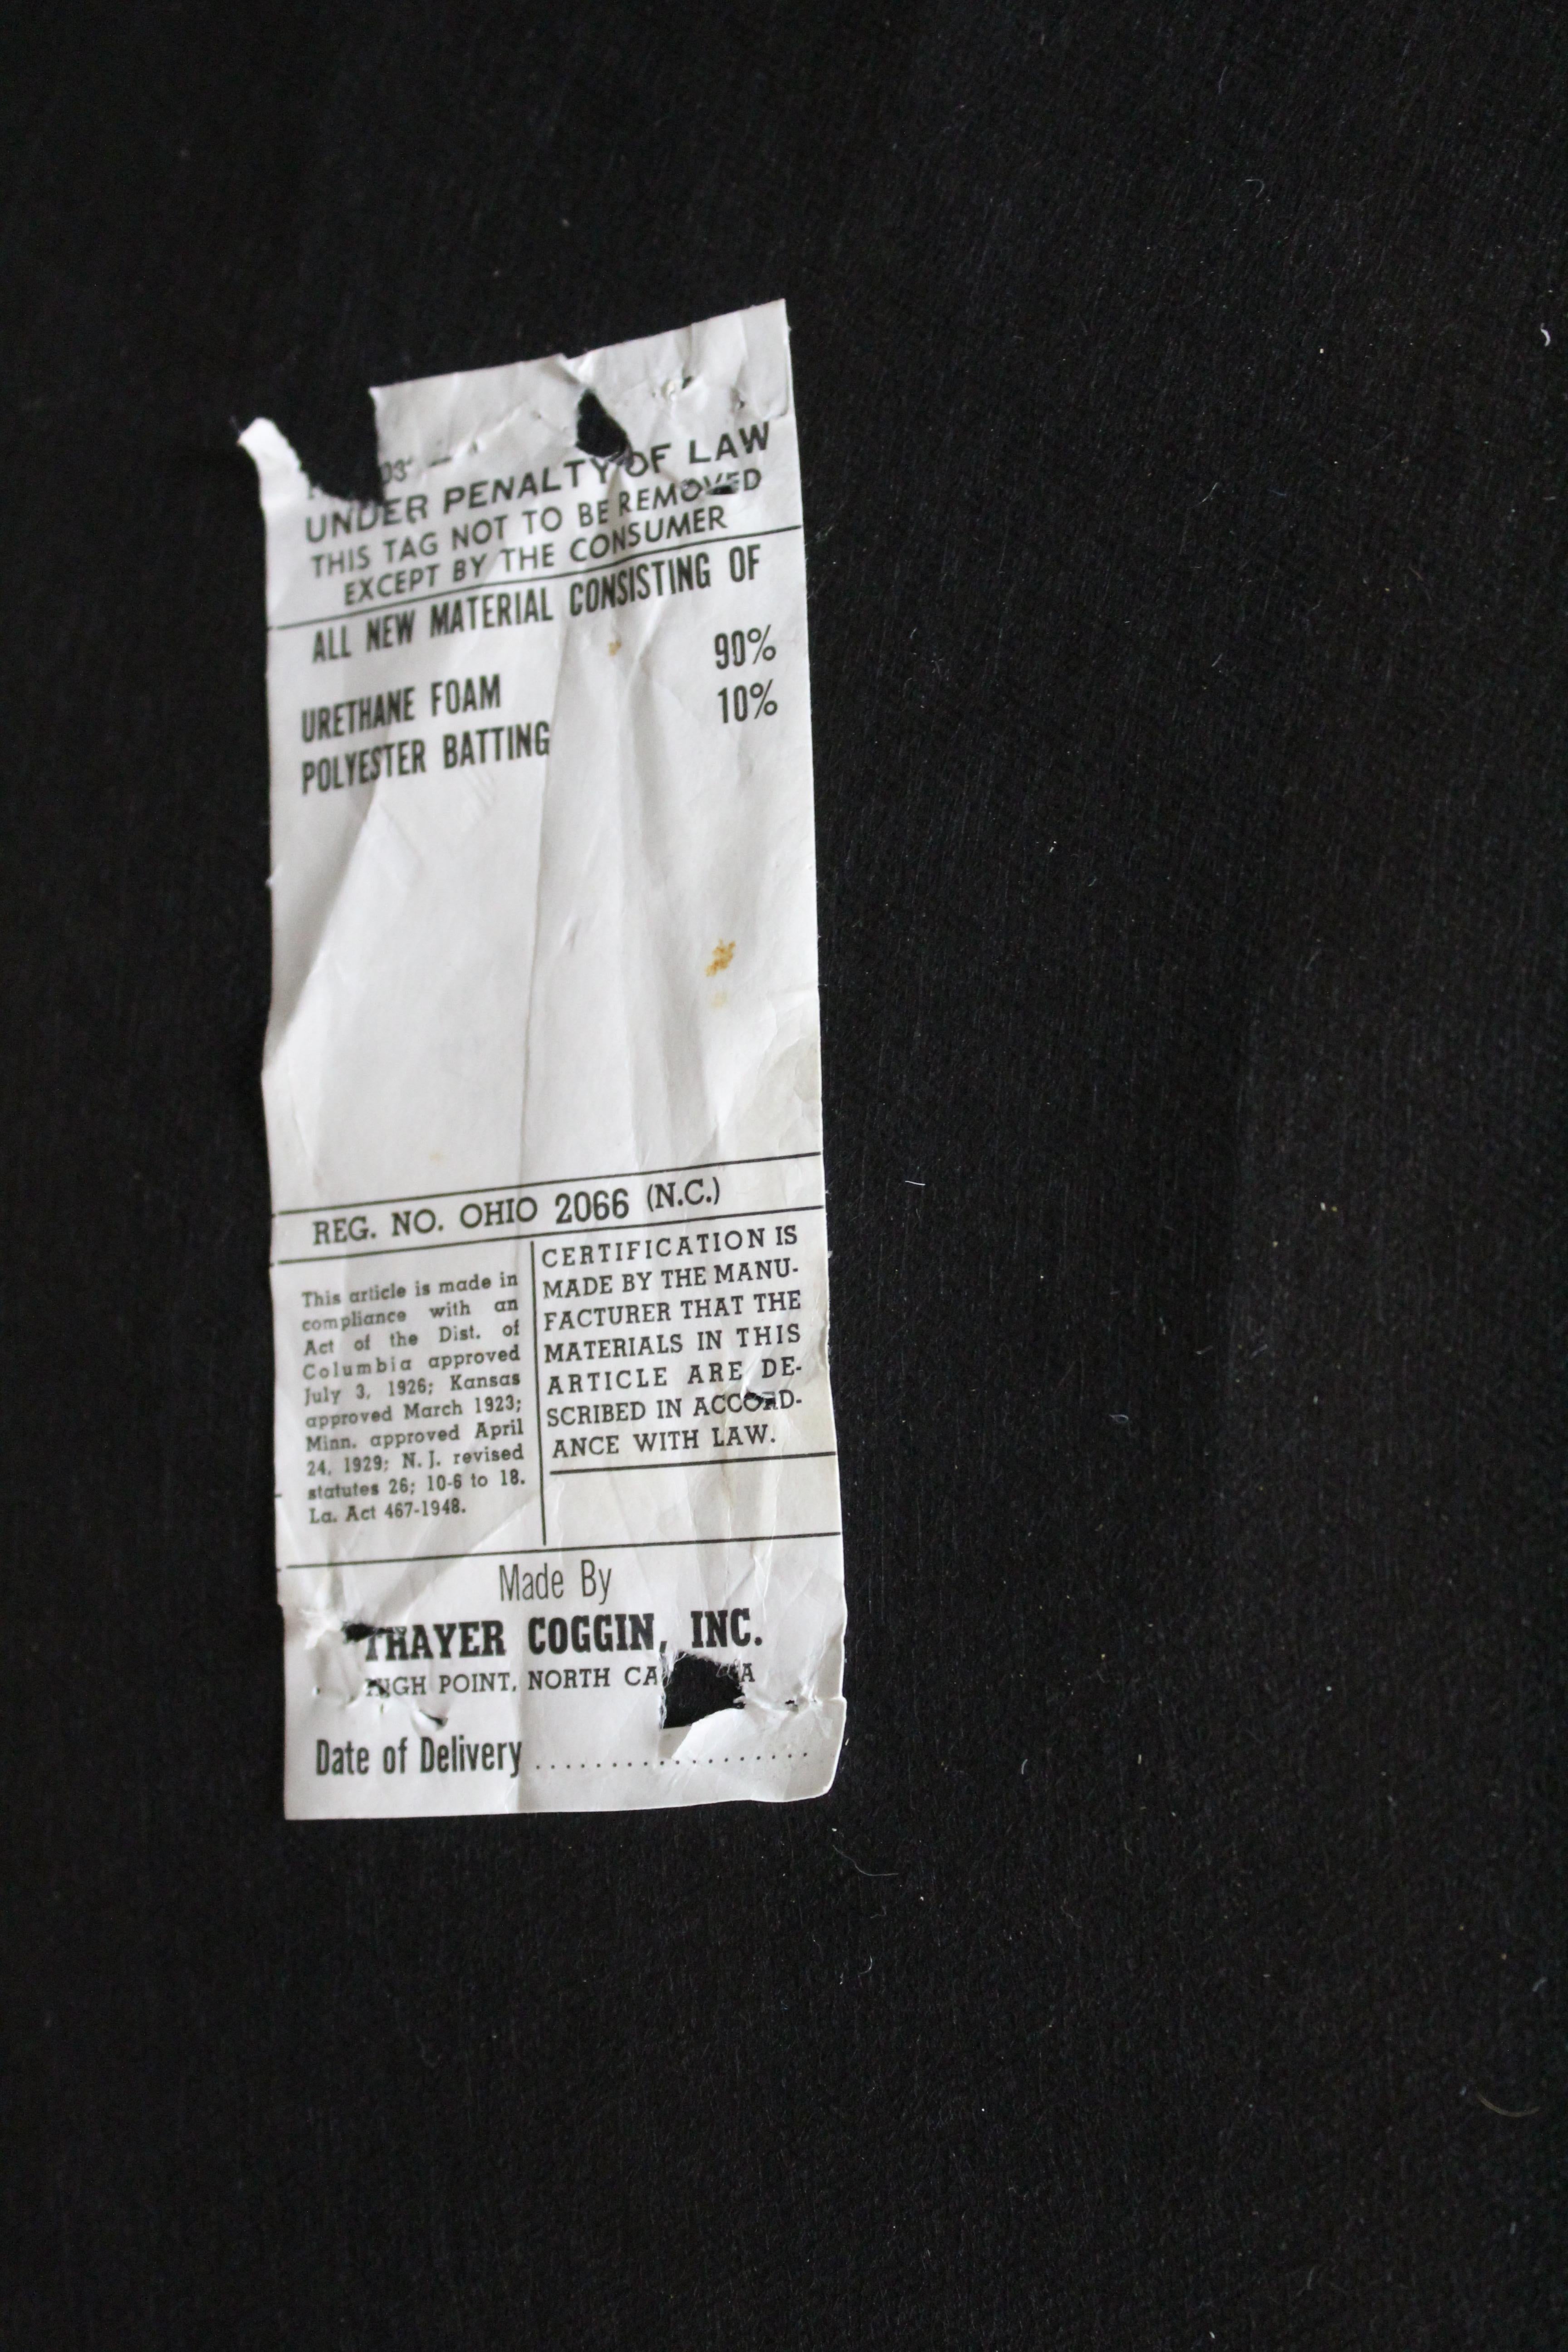 UNDER PENALTY OF LAW
THIS TAG NOT TO BE REMOVED
EXCEPT BY THE CONSUMER
ALL NEW MATERIAL CONSISTING OF
URETHANE FOAM 90%
POLYESTER BATTING 10%
REG. NO. OHIO 2066 (N.C.)
This article is made in
compliance with an
Act of the Dist. of
Columbia approved
July 3, 1926; Kansas
approved March 1923;
Minn. approved April
24, 1929; N. J. revised
statutes 26; 10-6 to 18.
La. Act 467-1948.
CERTIFICATION IS
MADE BY THE MANU-
FACTURER THAT THE
MATERIALS IN THIS
ARTICLE ARE DE-
SCRIBED IN ACCORD-
ANCE WITH LAW.
Made By
THAYER COGGIN, INC.
HIGH POINT, NORTH
Date of Delivery ....................